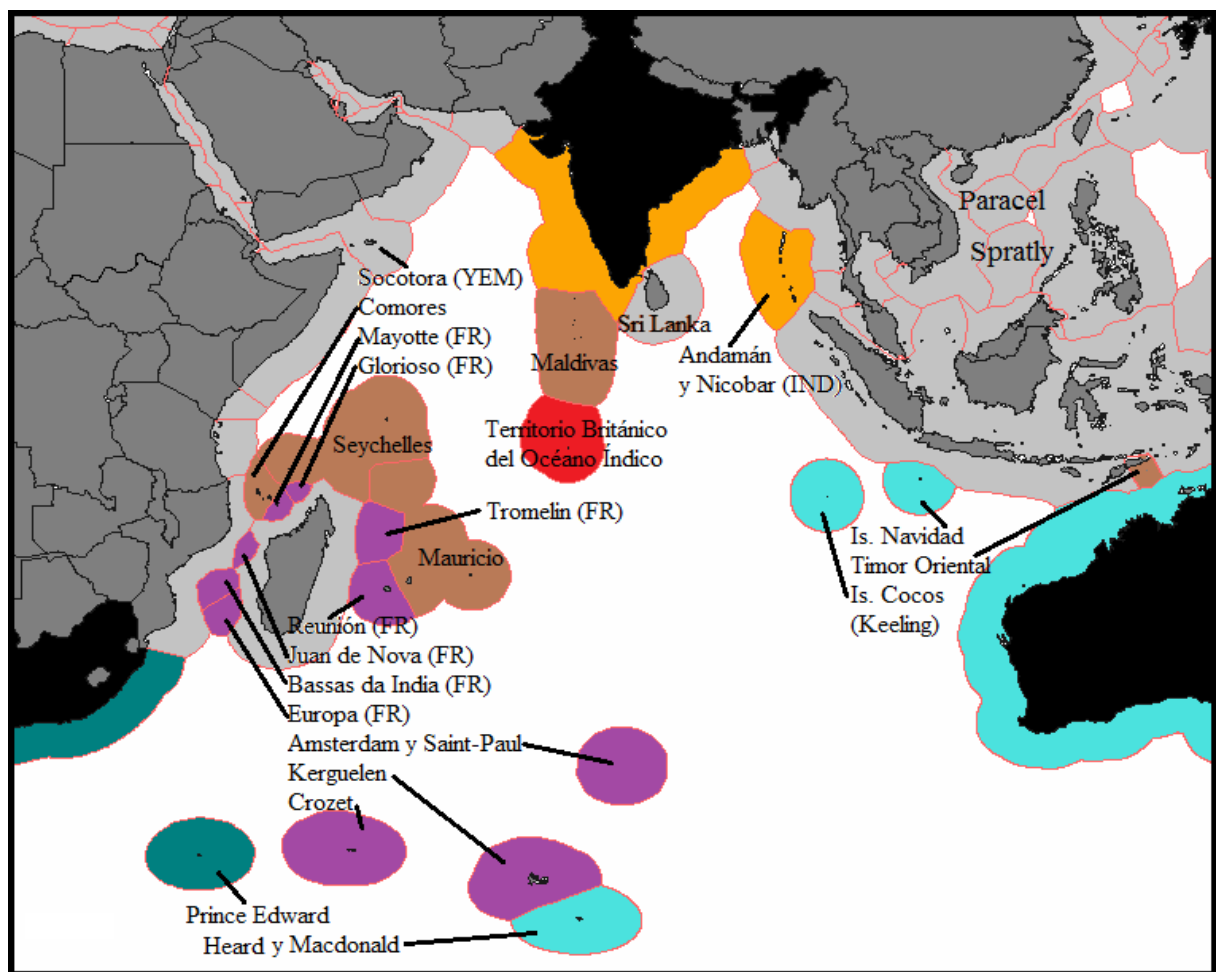 Paracel
Spratly
Socotora (YEM)
Comores
Mayotte (FR)
Glorioso (FR)
Sri Lanka
Maldivas
Andamán
y Nicobar (IND)
Seychelles
Territorio Británico
del Océano Índico
Tromelin (FR)
Mauricio
Is. Navidad
Timor Oriental
Is. Cocos
(Keeling)
Reunión (FR)
Juan de Nova (FR)
Bassas da India (FR)
Europa (FR)
Amsterdam y Saint-Paul
Kerguelen
Crozet
Prince Edward
Heard y Macdonald